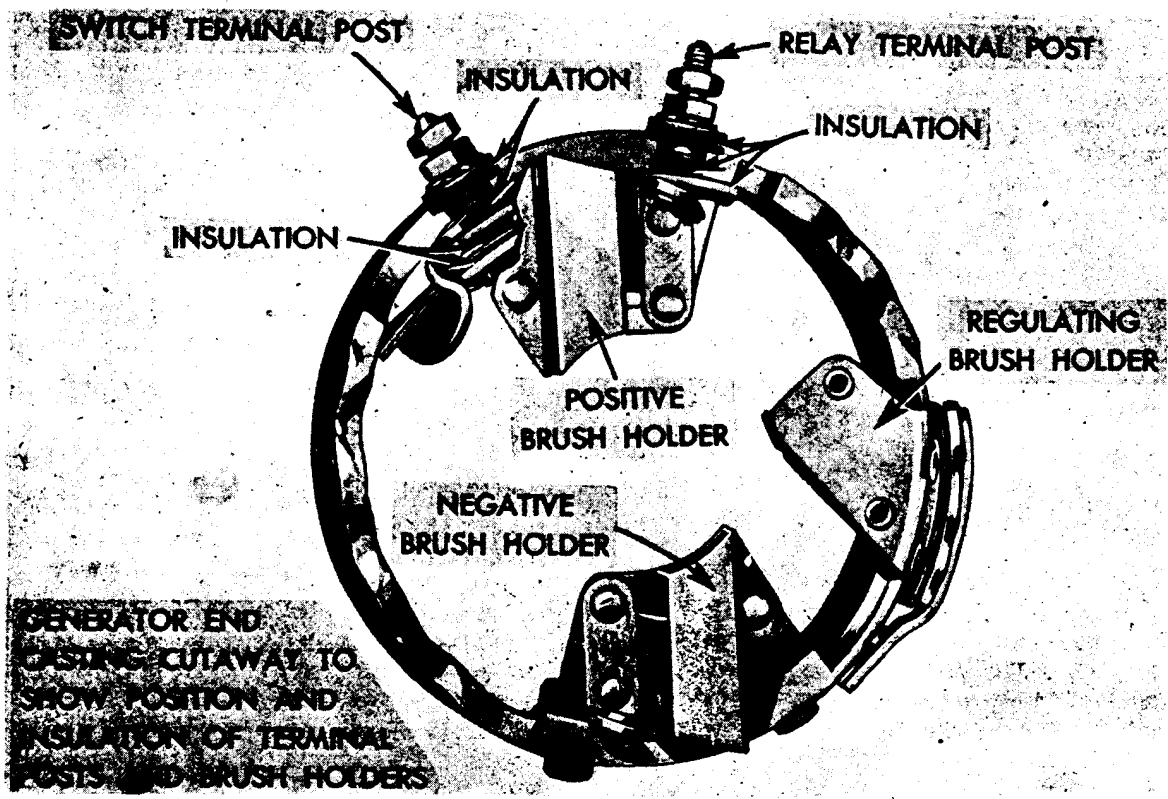 SWITCH TERMINAL POST
INSULATION
RELAY TERMINAL POST
INSULATION
INSULATION
REGULATING
BRUSH HOLDER
POSITIVE
BRUSH HOLDER
NEGATIVE
BRUSH HOLDER
GENERATOR END
CASTING CUTAWAY TO
SHOW POSITION AND
INSULATION OF TERMINAL
POSTS AND BRUSH HOLDERS